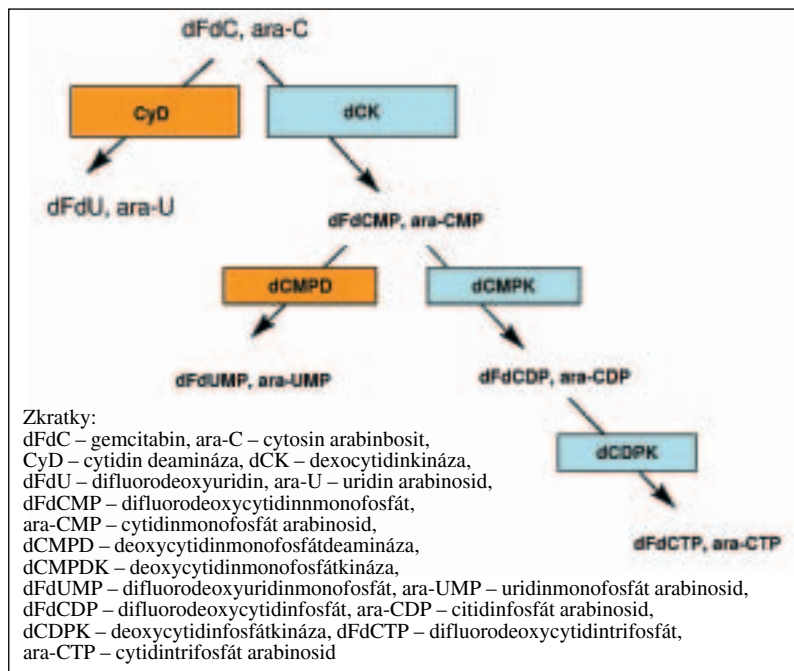 dFdC, ara-C
CyD
dCK
dFdU, ara-U
dFdCMP, ara-CMP
dCMPD
dCMPK
dFdUMP, ara-UMP
dFdCDP, ara-CDP
dCDPK
dFdCTP, ara-CTP
Zkratky:
dFdC – gemcitabin, ara-C – cytosin arabinbosit,
CyD – cytidin deamináza, dCK – dexocytidinkináza,
dFdU – difluorodeoxyuridin, ara-U – uridin arabinosid,
dFdCMP – difluorodeoxycytidinnmonofosfát,
ara-CMP – cytidinmonofosfát arabinosid,
dCMPD – deoxycytidinmonofosfátdeamináza,
dCMPDK – deoxycytidinmonofosfátkináza,
dFdUMP – difluorodeoxyuridinmonofosfát, ara-UMP – uridinmonofosfát arabinosid,
dFdCDP – difluorodeoxycytidinfosfát, ara-CDP – citidinfosfát arabinosid,
dCDPK – deoxycytidinfosfátkináza, dFdCTP – difluorodeoxycytidintrifosfát,
ara-CTP – cytidintrifosfát arabinosid